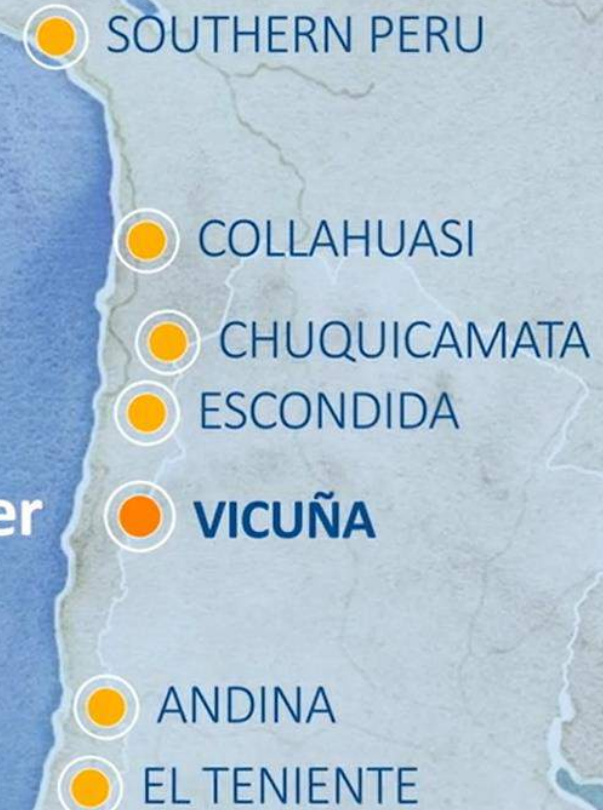 SOUTHERN PERU
COLLAHUASI
CHUQUICAMATA
ESCONDIDA
er
VICUÑA
ANDINA
EL TENIENTE